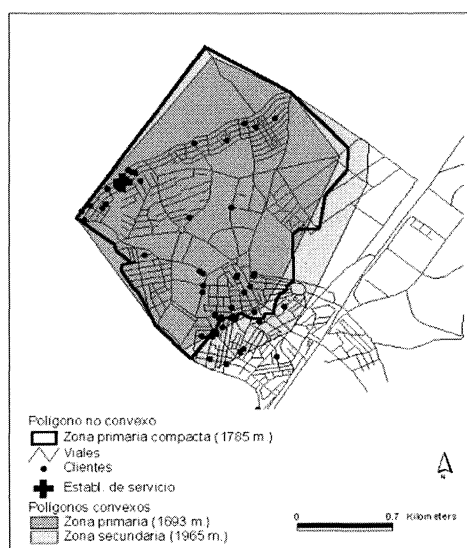 Polígono no convexo
Zona primaria compacta (1785 m.)
Viales
Clientes
Establ. de servicio
Polígonos convexos
Zona primaria (1693 m.)
Zona secundaria (1965 m.)
N
0 0.7 Kilometers